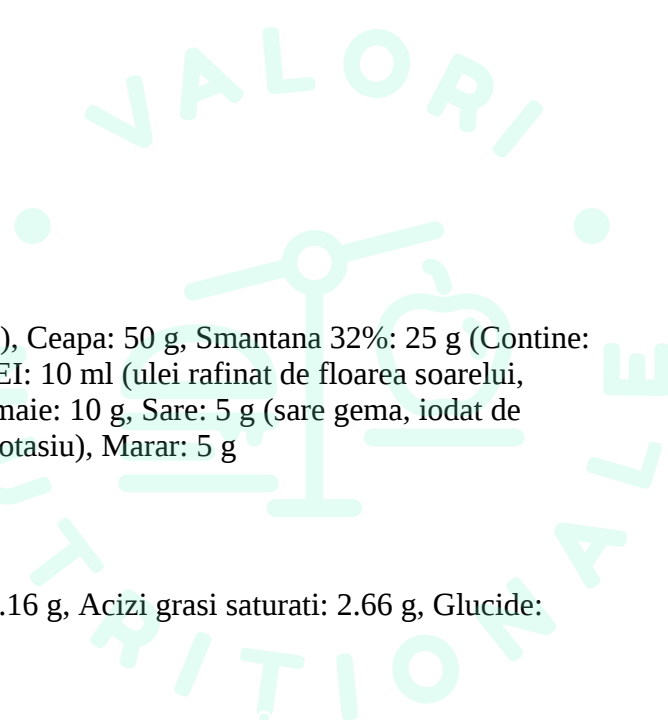 VALORI
), Ceapa: 50 g, Smantana 32%: 25 g (Contine:
EI: 10 ml (ulei rafinat de floarea soarelui,
maie: 10 g, Sare: 5 g (sare gema, iodat de
otasiu), Marar: 5 g
.16 g, Acizi grasi saturati: 2.66 g, Glucide:
UTRITIONALE